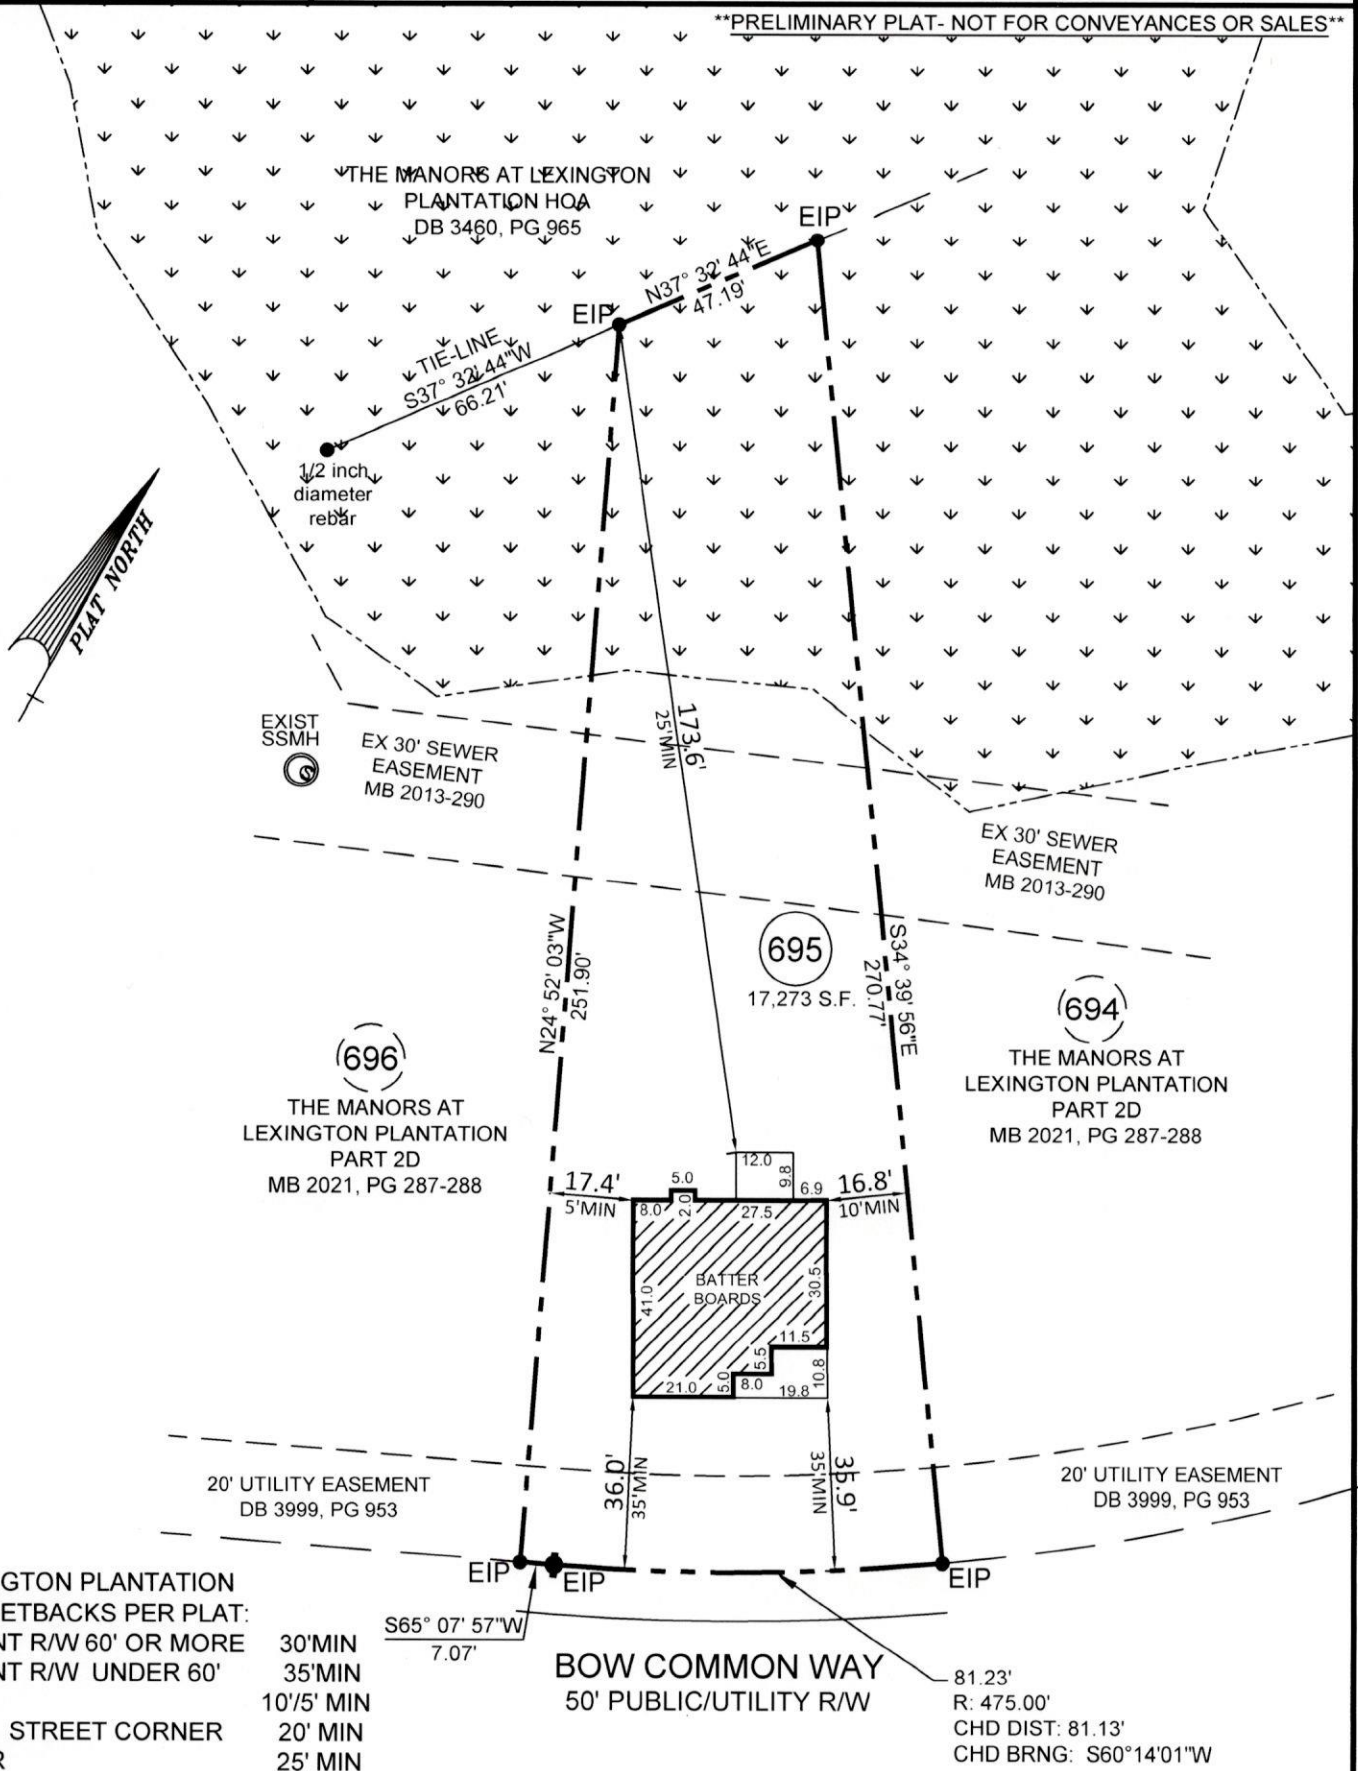 **PRELIMINARY PLAT- NOT FOR CONVEYANCES OR SALES**
THE MANORS AT LEXINGTON
PLANTATION HOA
DB 3460, PG 965
EIP
N37° 32' 44"E
47.19'
EIP
TIE-LINE
S37° 32' 44"W
66.21'
1/2 inch
diameter
rebar
PLAT NORTH
EXIST
SSMH
S
EX 30' SEWER
EASEMENT
MB 2013-290
173.6'
25'MIN
EX 30' SEWER
EASEMENT
MB 2013-290
N24° 52' 03"W
251.90'
695
17,273 S.F.
S34° 39' 56"E
270.77'
696
THE MANORS AT
LEXINGTON PLANTATION
PART 2D
MB 2021, PG 287-288
694
THE MANORS AT
LEXINGTON PLANTATION
PART 2D
MB 2021, PG 287-288
12.0
9.8
17.4'
5'MIN
5.0
6.9
16.8'
10'MIN
8.0
2.0
27.5
BATTER
BOARDS
41.0
30.5
11.5
5.5
21.0
5.0
8.0
19.8
10.8
36.0'
35'MIN
35.9'
35'MIN
20' UTILITY EASEMENT
DB 3999, PG 953
20' UTILITY EASEMENT
DB 3999, PG 953
EIP
EIP
EIP
S65° 07' 57"W
7.07'
GTON PLANTATION
ETBACKS PER PLAT:
NT R/W 60' OR MORE 30'MIN
NT R/W UNDER 60' 35'MIN
10'/5' MIN
STREET CORNER 20' MIN
R 25' MIN
BOW COMMON WAY
50' PUBLIC/UTILITY R/W
81.23'
R: 475.00'
CHD DIST: 81.13'
CHD BRNG: S60°14'01"W